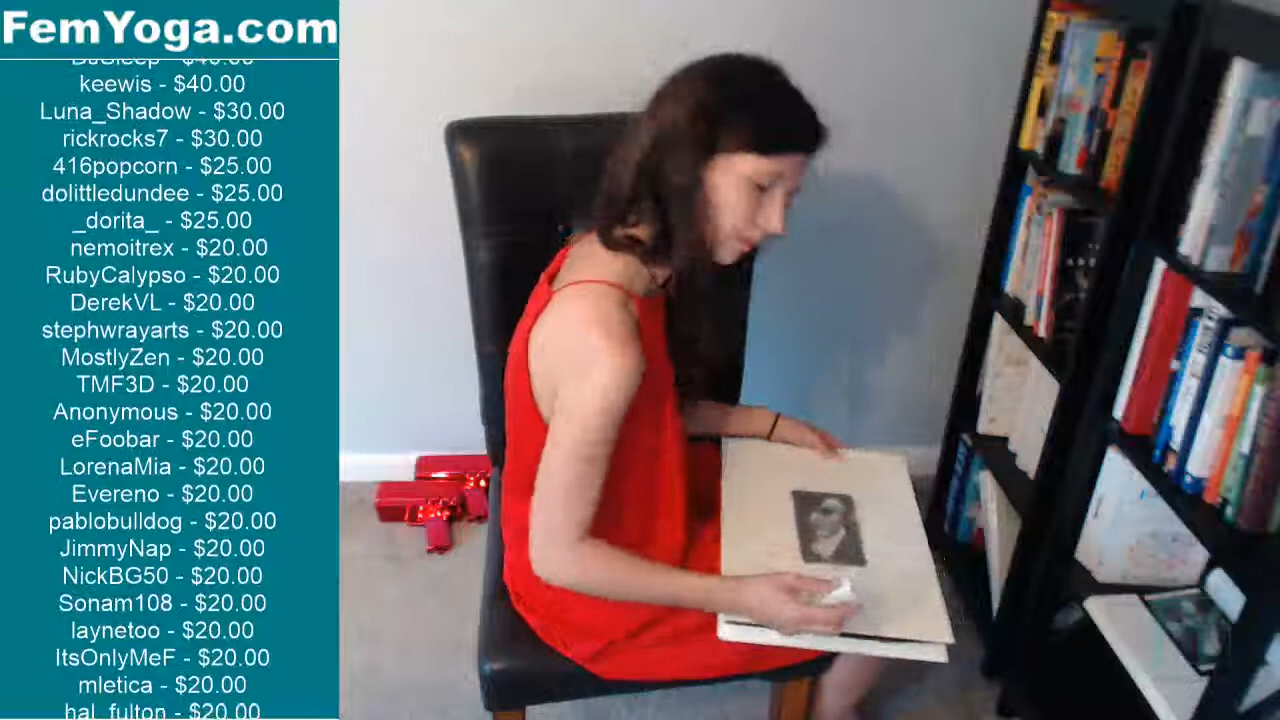 FemYoga.com
DJSleep - $40.00
keewis - $40.00
Luna_Shadow - $30.00
rickrocks7 - $30.00
416popcorn - $25.00
dolittledundee - $25.00
_dorita_ - $25.00
nemoitrex - $20.00
RubyCalypso - $20.00
DerekVL - $20.00
stephwrayarts - $20.00
MostlyZen - $20.00
TMF3D - $20.00
Anonymous - $20.00
eFoobar - $20.00
LorenaMia - $20.00
Evereno - $20.00
pablobulldog - $20.00
JimmyNap - $20.00
NickBG50 - $20.00
Sonam108 - $20.00
laynetoo - $20.00
ItsOnlyMeF - $20.00
mletica - $20.00
hal_fulton - $20.00